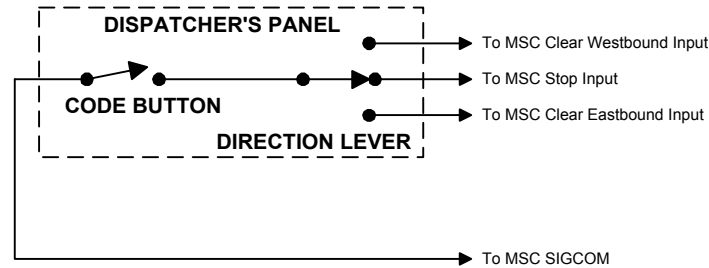 DISPATCHER'S PANEL
To MSC Clear Westbound Input
To MSC Stop Input
CODE BUTTON
To MSC Clear Eastbound Input
DIRECTION LEVER
To MSC SIGCOM